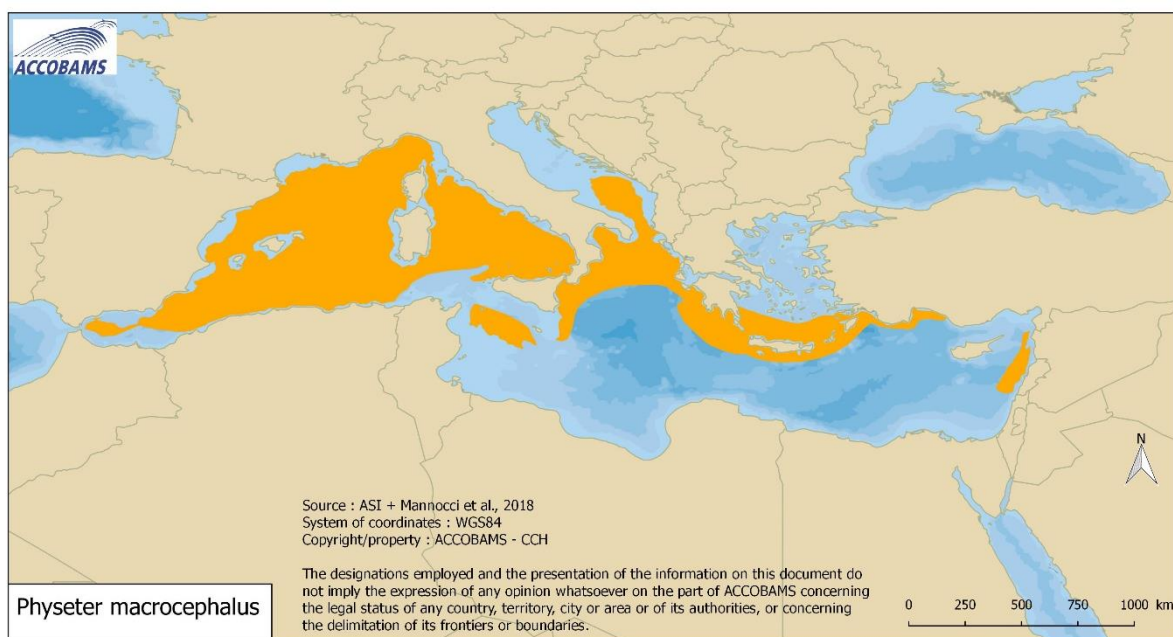 ACCOBAMS
N
Source : ASI + Mannocci et al., 2018
System of coordinates : WGS84
Copyright/property : ACCOBAMS - CCH
The designations employed and the presentation of the information on this document do
not imply the expression of any opinion whatsoever on the part of ACCOBAMS concerning
the legal status of any country, territory, city or area or of its authorities, or concerning
the delimitation of its frontiers or boundaries.
Physeter macrocephalus
0 250 500 750 1000 km